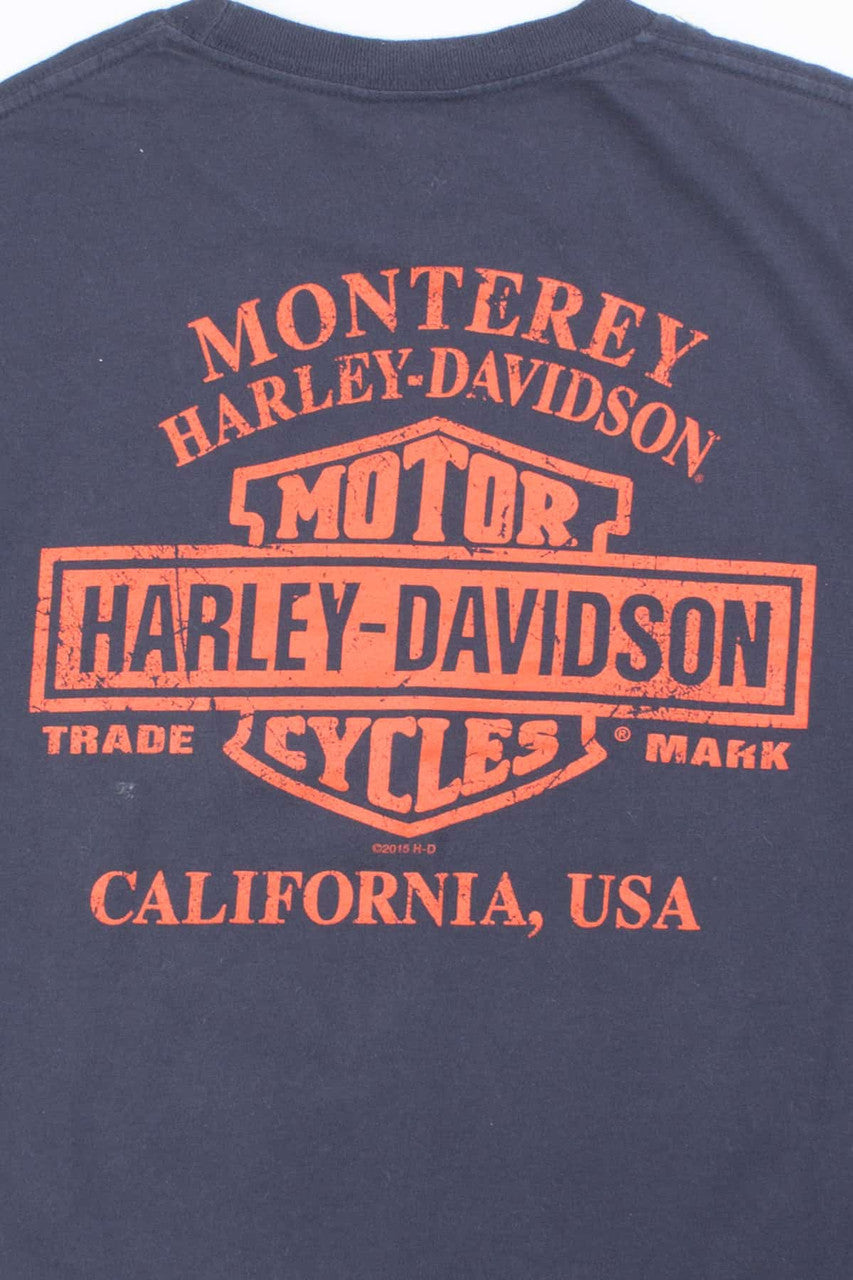 MONTEREY
HARLEY-DAVIDSON®
MOTOR
HARLEY-DAVIDSON
TRADE CYCLES® MARK
©2015 H-D
CALIFORNIA, USA